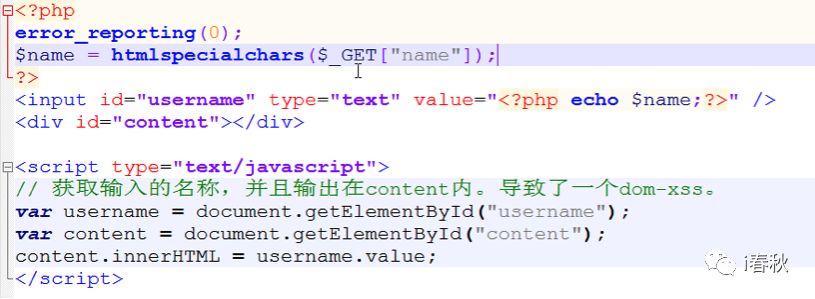 <?php
error_reporting(0);
$name = htmlspecialchars($_GET["name"]);
?>
<input id="username" type="text" value="<?php echo $name;?>" />
<div id="content"></div>
<script type="text/javascript">
// 获取输入的名称，并且输出在content内。导致了一个dom-xss。
var username = document.getElementById("username");
var content = document.getElementById("content");
content.innerHTML = username.value;
</script>
i春秋